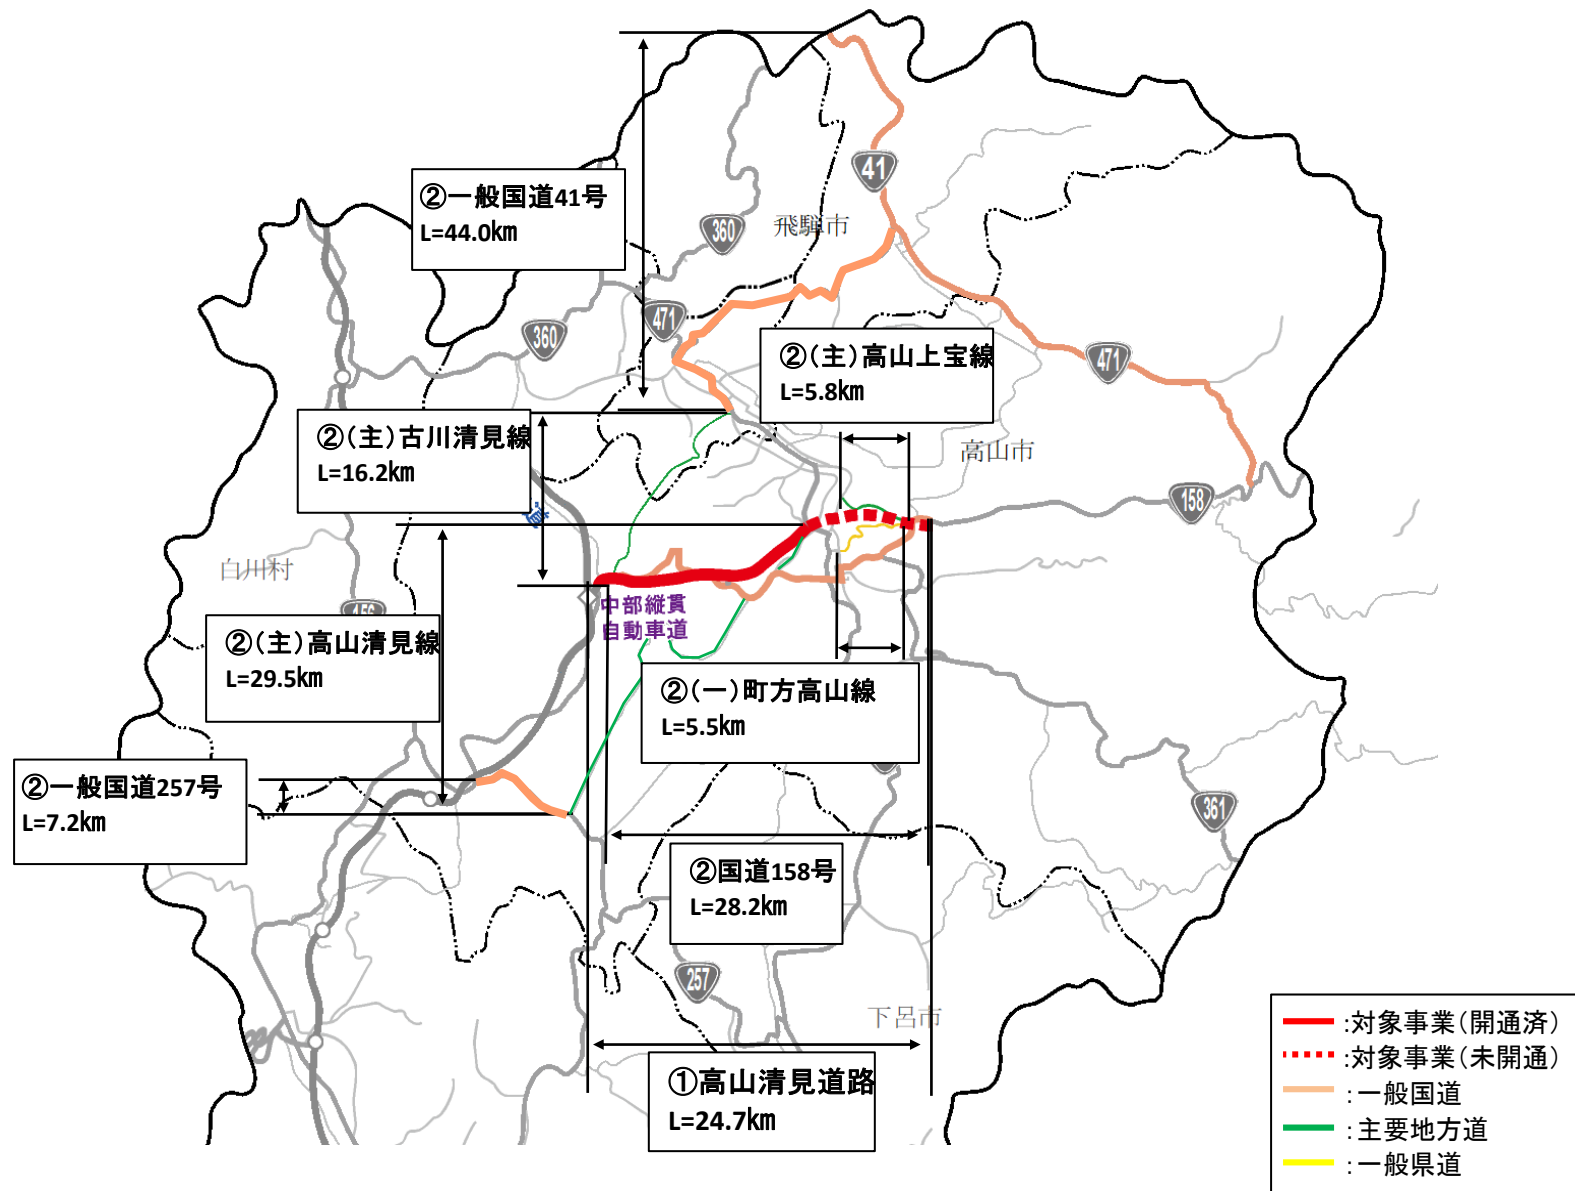 41
②一般国道41号
L=44.0km
360
飛騨市
471
360
②(主)高山上宝線
L=5.8km
471
②(主)古川清見線
L=16.2km
高山市
158
道
白川村
156
中部縦貫
自動車道
②(主)高山清見線
L=29.5km
②(一)町方高山線
L=5.5km
②一般国道257号
L=7.2km
361
②国道158号
L=28.2km
257
下呂市
①高山清見道路
L=24.7km
:対象事業(開通済)
:対象事業(未開通)
:一般国道
:主要地方道
:一般県道